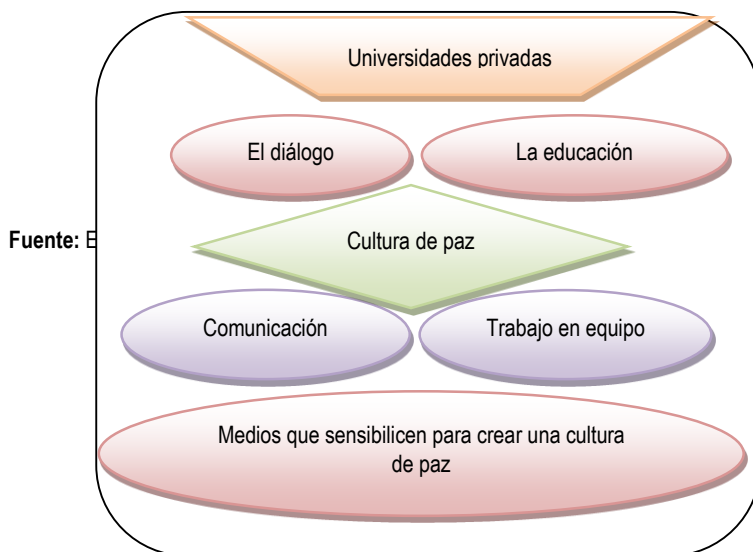 Universidades privadas
El diálogo
La educación
Fuente: E
Cultura de paz
Comunicación
Trabajo en equipo
Medios que sensibilicen para crear una cultura
de paz